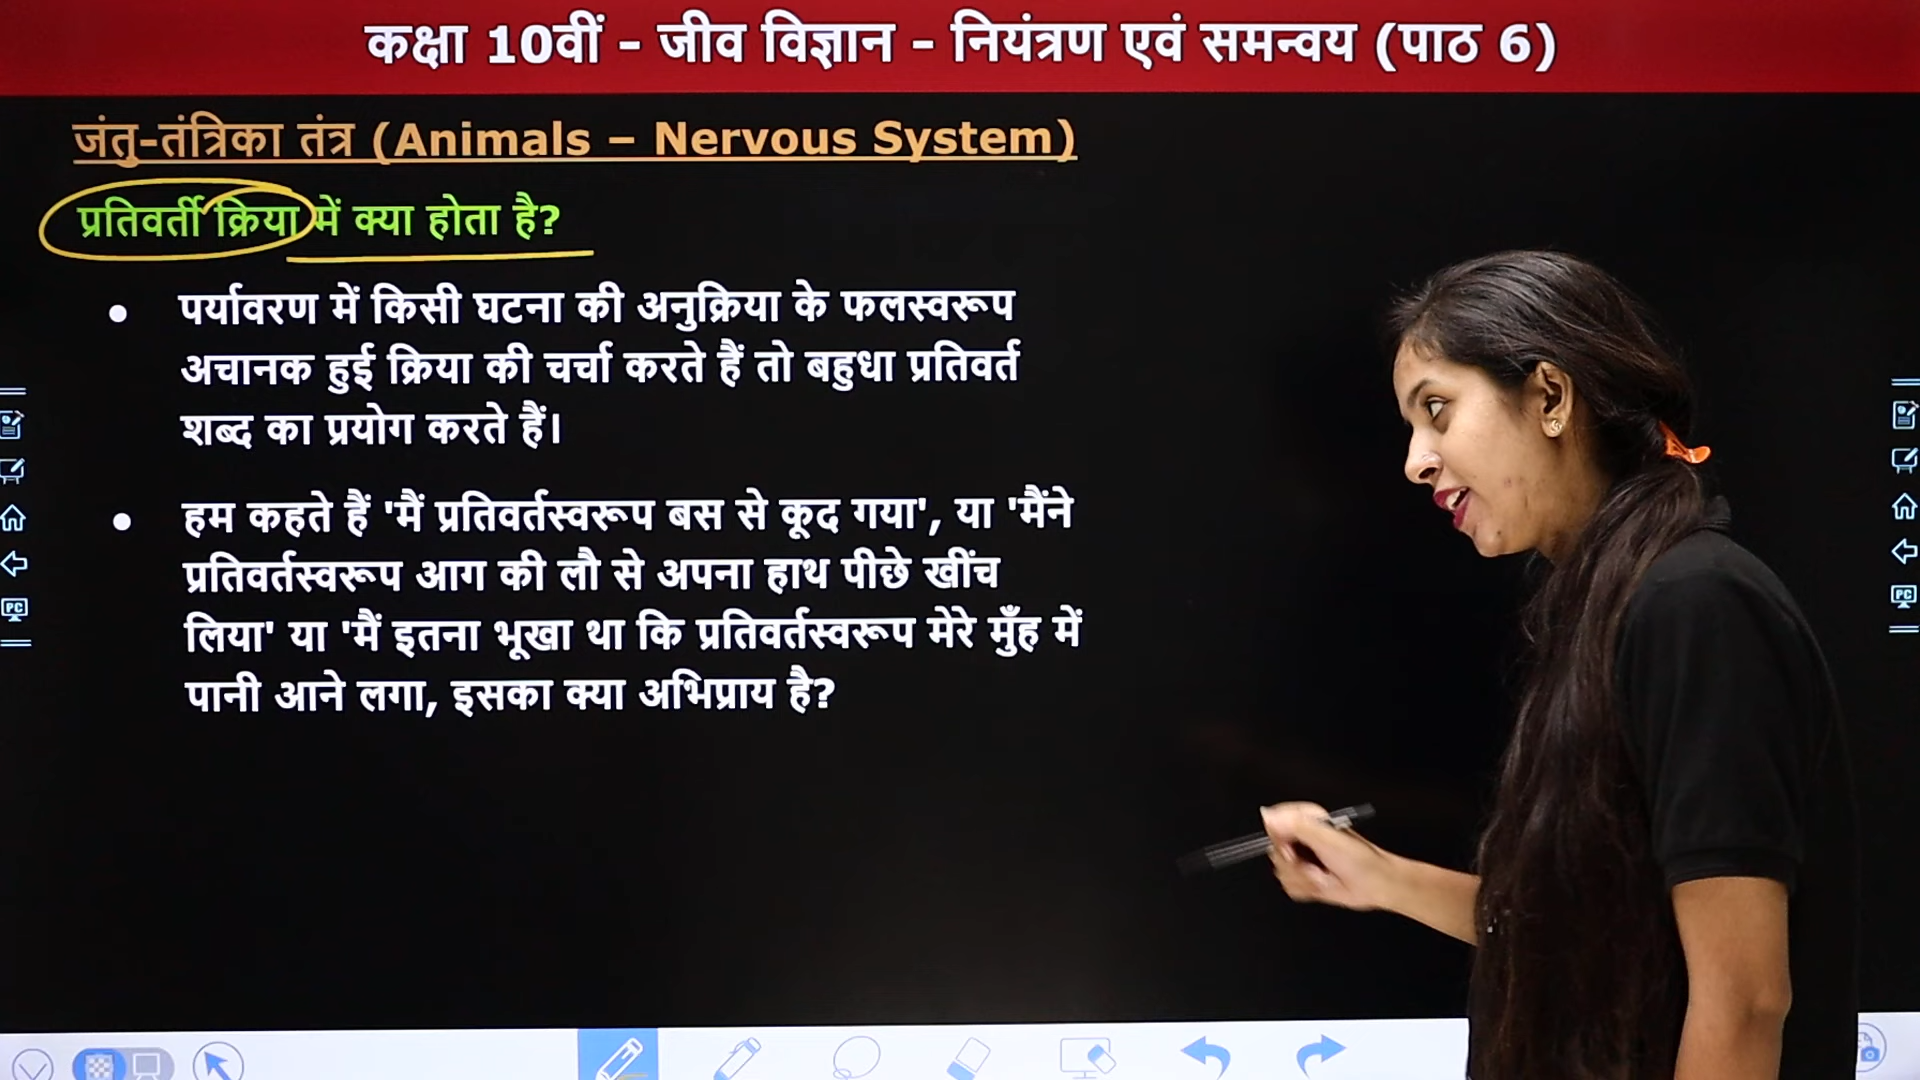 कक्षा 10वीं - जीव विज्ञान - नियंत्रण एवं समन्वय (पाठ 6)
जंतु-तंत्रिका तंत्र (Animals – Nervous System)
प्रतिवर्ती क्रिया में क्या होता है?
• पर्यावरण में किसी घटना की अनुक्रिया के फलस्वरूप
अचानक हुई क्रिया की चर्चा करते हैं तो बहुधा प्रतिवर्त
शब्द का प्रयोग करते हैं।
• हम कहते हैं 'मैं प्रतिवर्तस्वरूप बस से कूद गया', या 'मैंने
प्रतिवर्तस्वरूप आग की लौ से अपना हाथ पीछे खींच
लिया' या 'मैं इतना भूखा था कि प्रतिवर्तस्वरूप मेरे मुँह में
पानी आने लगा, इसका क्या अभिप्राय है?
PC
PC